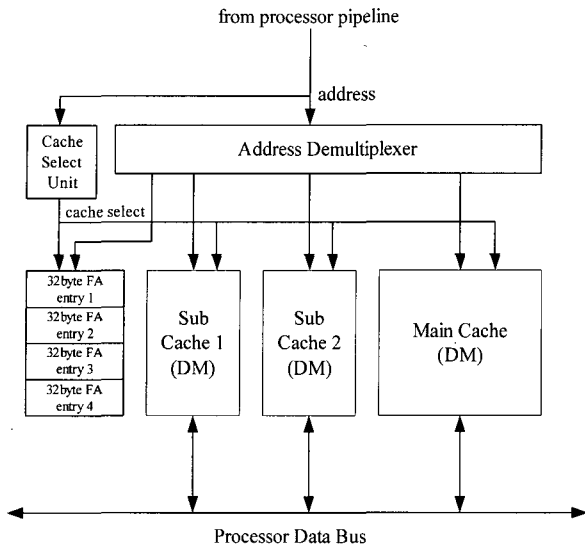 from processor pipeline
address
Cache
Select
Unit
Address Demultiplexer
cache select
32byte FA
entry 1
32byte FA
entry 2
32byte FA
entry 3
32byte FA
entry 4
Sub
Cache 1
(DM)
Sub
Cache 2
(DM)
Main Cache
(DM)
Processor Data Bus